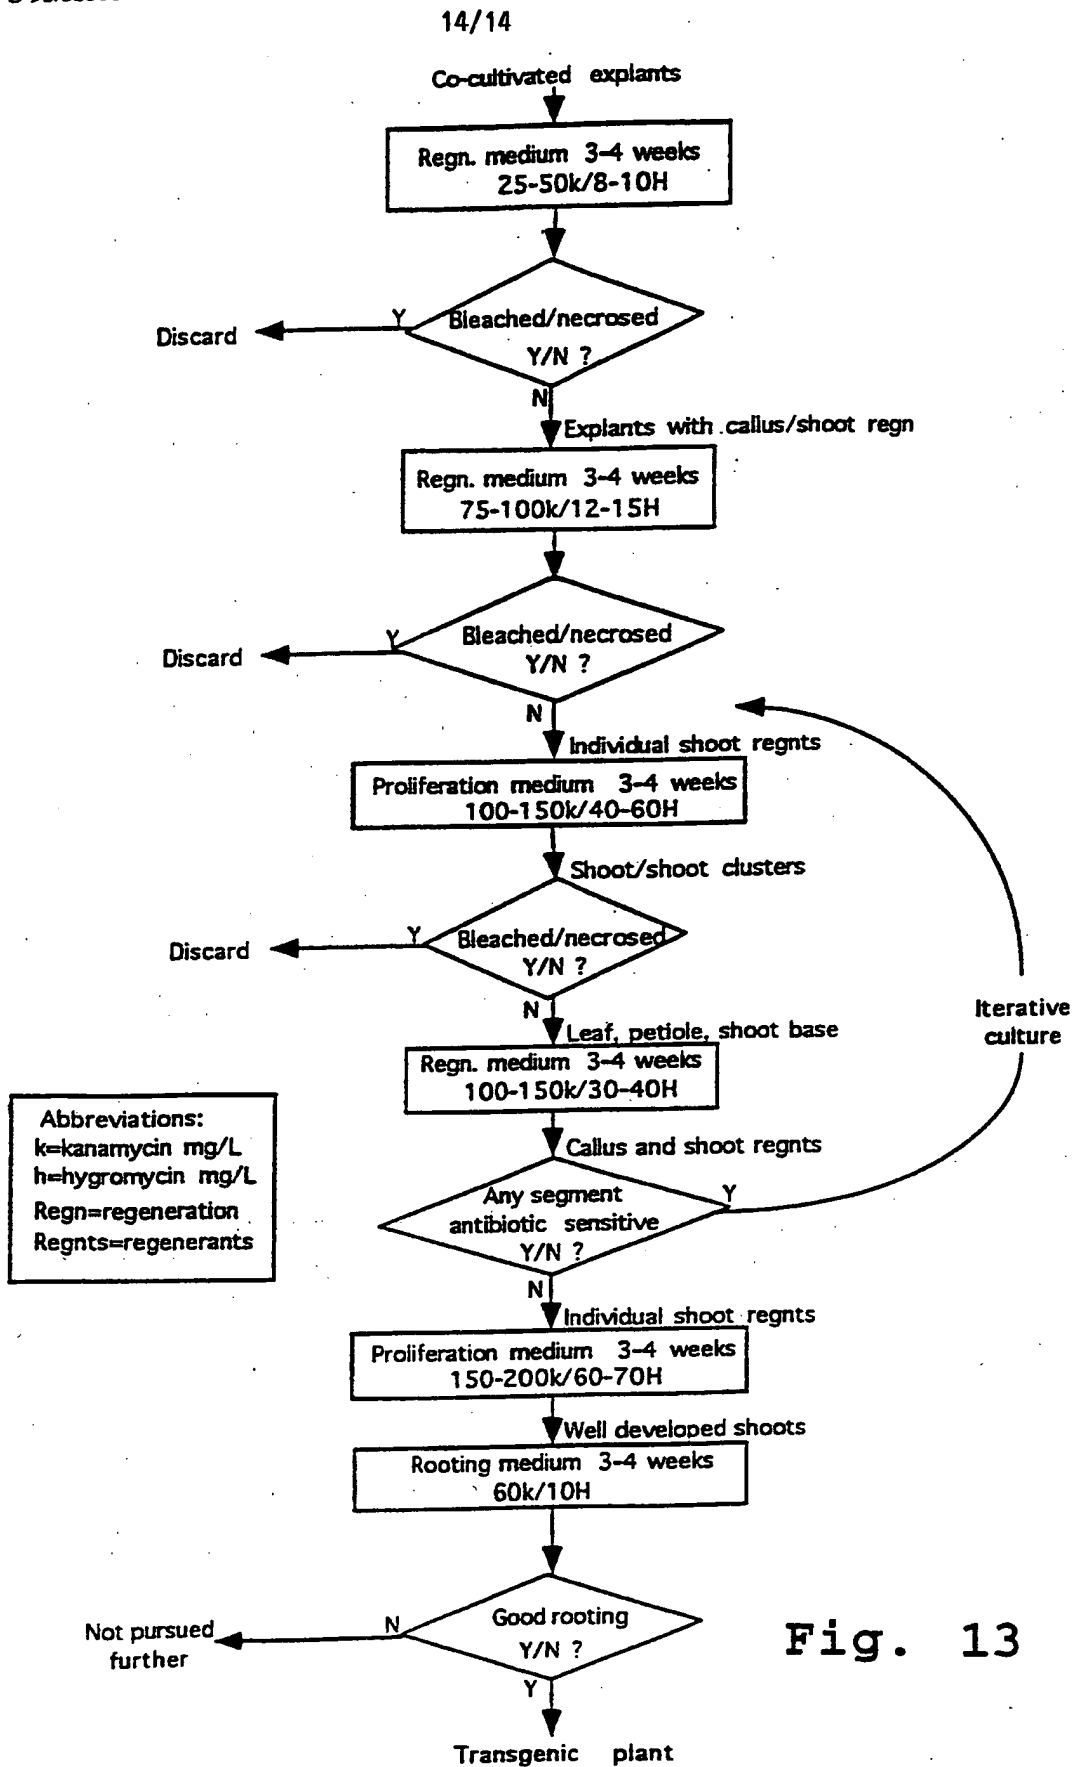 14/14
Co-cultivated explants
Regn. medium 3-4 weeks
25-50k/8-10H
Bleached/necrosed
Y/N ?
Y
Discard
N
Explants with callus/shoot regn
Regn. medium 3-4 weeks
75-100k/12-15H
Bleached/necrosed
Y/N ?
Y
Discard
N
Individual shoot regnts
Proliferation medium 3-4 weeks
100-150k/40-60H
Shoot/shoot clusters
Bleached/necrosed
Y/N ?
Y
Discard
N
Leaf, petiole, shoot base
Regn. medium 3-4 weeks
100-150k/30-40H
Iterative
culture
Callus and shoot regnts
Any segment
antibiotic sensitive
Y/N ?
Y
N
Abbreviations:
k=kanamycin mg/L
h=hygromycin mg/L
Regn=regeneration
Regnts=regenerants
Individual shoot regnts
Proliferation medium 3-4 weeks
150-200k/60-70H
Well developed shoots
Rooting medium 3-4 weeks
60k/10H
Good rooting
Y/N ?
N
Not pursued
further
Y
Transgenic plant
Fig. 13